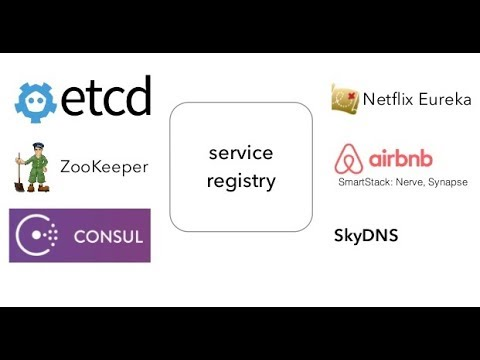 etcd
ZooKeeper
CONSUL
service
registry
Netflix Eureka
airbnb
SmartStack: Nerve, Synapse
SkyDNS